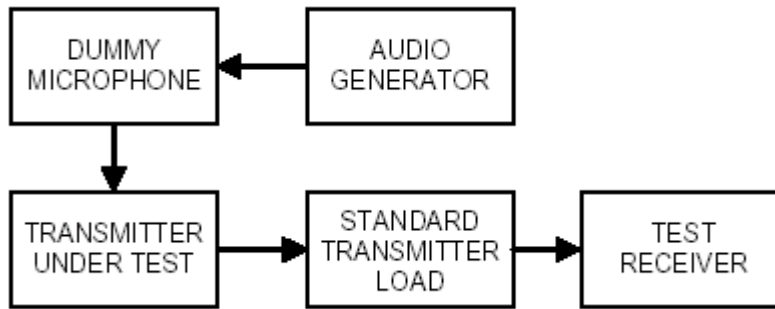 DUMMY
MICROPHONE
AUDIO
GENERATOR
TRANSMITTER
UNDER TEST
STANDARD
TRANSMITTER
LOAD
TEST
RECEIVER